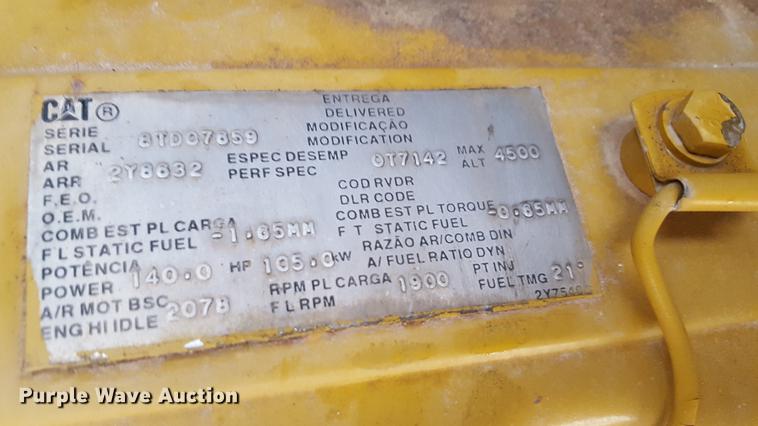 CAT®
ENTREGA
DELIVERED
MODIFICAÇÃO
MODIFICATION
SÉRIE
SERIAL 8TD07859
AR
ARR 2Y8632 ESPEC DESEMP
PERF SPEC 0T7142 MAX
ALT 4500
F.E.O.
O.E.M.
COD RVDR
DLR CODE
COMB EST PL CARGA
F L STATIC FUEL -1.65MM
COMB EST PL TORQUE
F T STATIC FUEL -0.65MM
POTÊNCIA
POWER 140.0 HP 105.0 KW
RAZÃO AR/COMB DIN
A/ FUEL RATIO DYN
A/R MOT BSC
ENG HI IDLE 2078
RPM PL CARGA
F L RPM 1900
PT INJ
FUEL TMG 21°
Purple Wave Auction